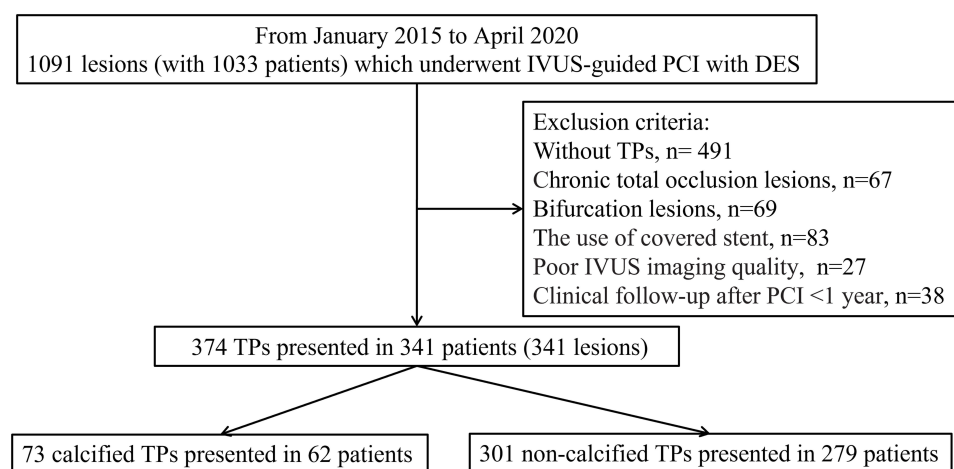 From January 2015 to April 2020
1091 lesions (with 1033 patients) which underwent IVUS-guided PCI with DES
Exclusion criteria:
Without TPs, n= 491
Chronic total occlusion lesions, n=67
Bifurcation lesions, n=69
The use of covered stent, n=83
Poor IVUS imaging quality, n=27
Clinical follow-up after PCI <1 year, n=38
374 TPs presented in 341 patients (341 lesions)
73 calcified TPs presented in 62 patients
301 non-calcified TPs presented in 279 patients